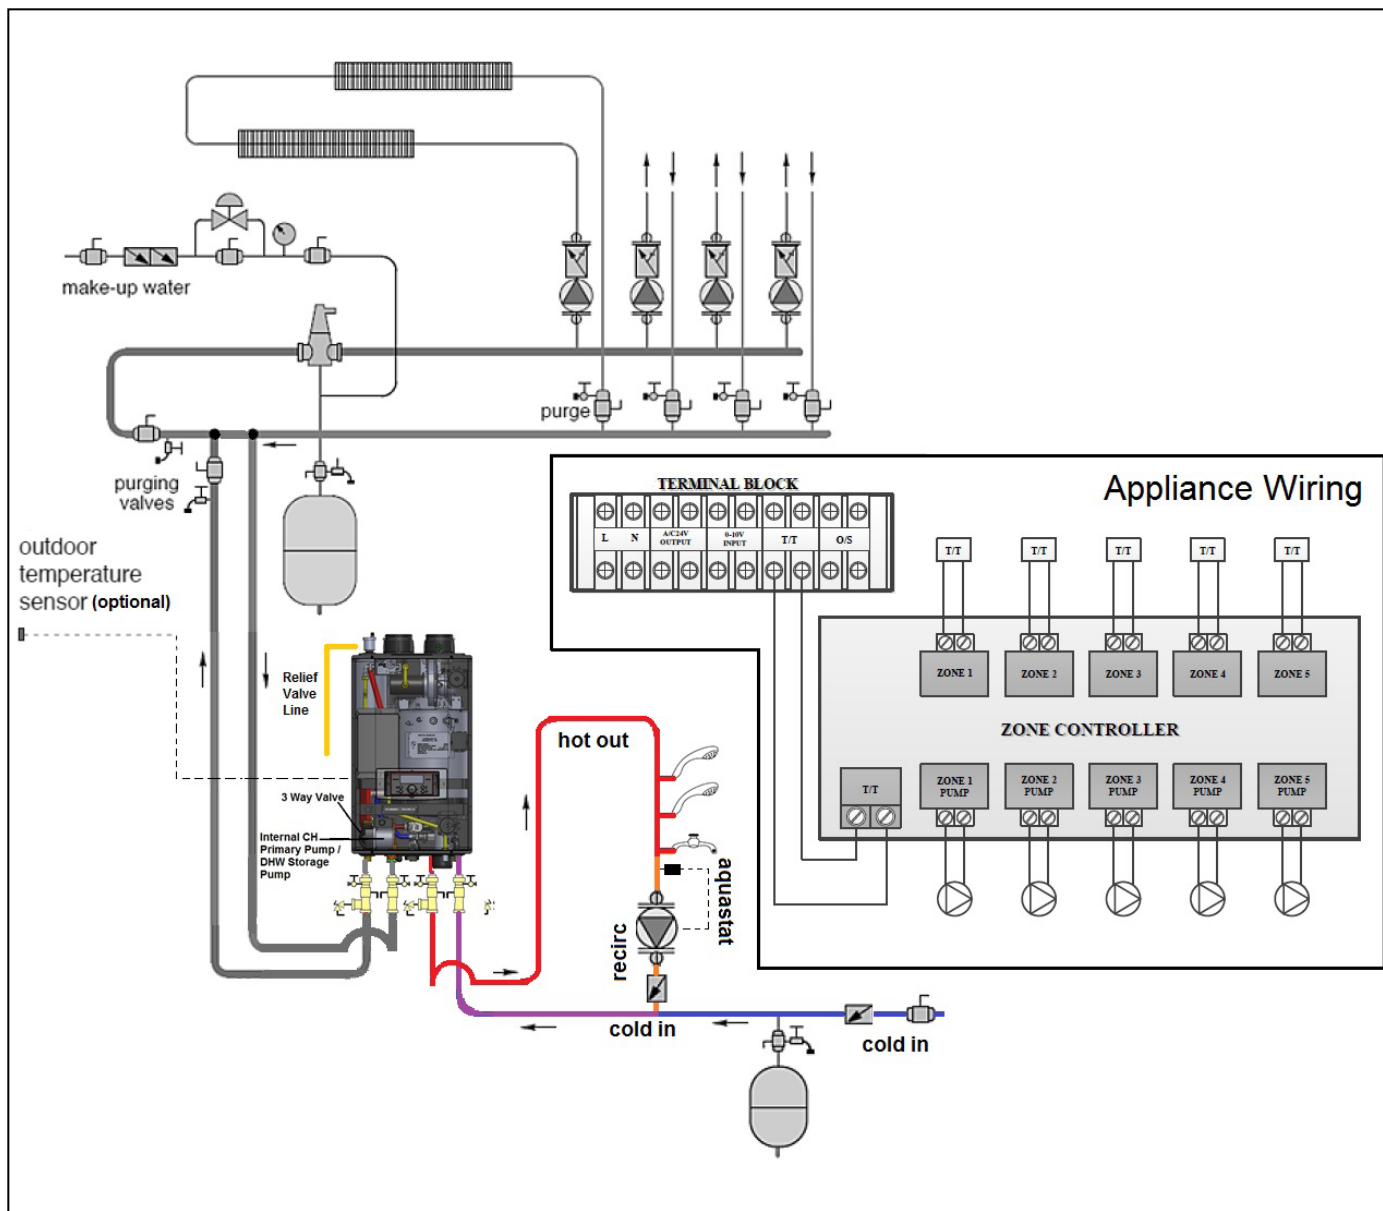 make-up water
purge
purging
valves
outdoor
temperature
sensor (optional)
Relief
Valve
Line
3 Way Valve
Internal CH
Primary Pump /
DHW Storage
Pump
hot out
aquastat
recirc
cold in
cold in
Appliance Wiring
TERMINAL BLOCK
L N A/C24V OUTPUT 0-10V INPUT T/T O/S
T/T T/T T/T T/T T/T
ZONE 1 ZONE 2 ZONE 3 ZONE 4 ZONE 5
ZONE CONTROLLER
T/T
ZONE 1 PUMP
ZONE 2 PUMP
ZONE 3 PUMP
ZONE 4 PUMP
ZONE 5 PUMP